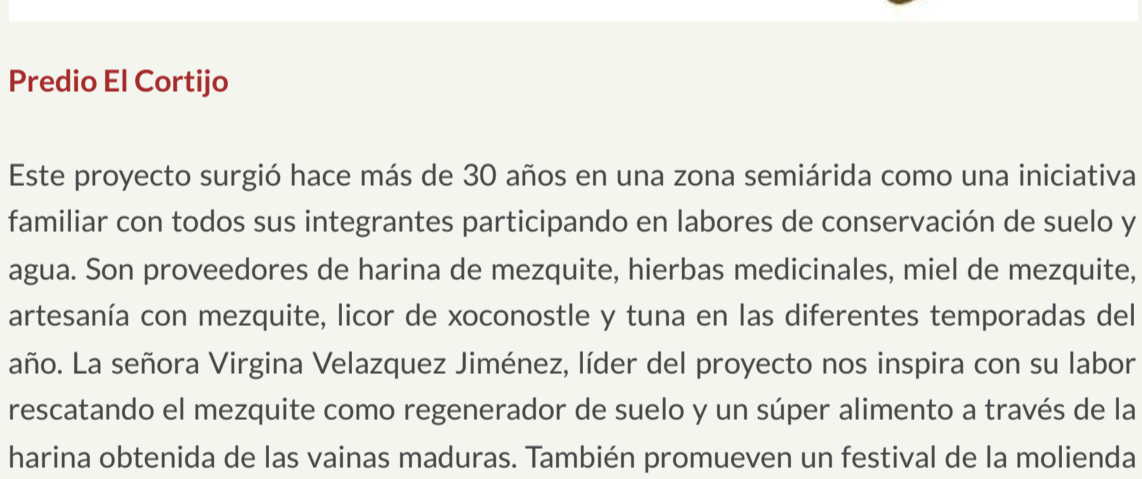 Predio El Cortijo
Este proyecto surgió hace más de 30 años en una zona semiárida como una iniciativa
familiar con todos sus integrantes participando en labores de conservación de suelo y
agua. Son proveedores de harina de mezquite, hierbas medicinales, miel de mezquite,
artesanía con mezquite, licor de xoconostle y tuna en las diferentes temporadas del
año. La señora Virgina Velazquez Jiménez, líder del proyecto nos inspira con su labor
rescatando el mezquite como regenerador de suelo y un súper alimento a través de la
harina obtenida de las vainas maduras. También promueven un festival de la molienda